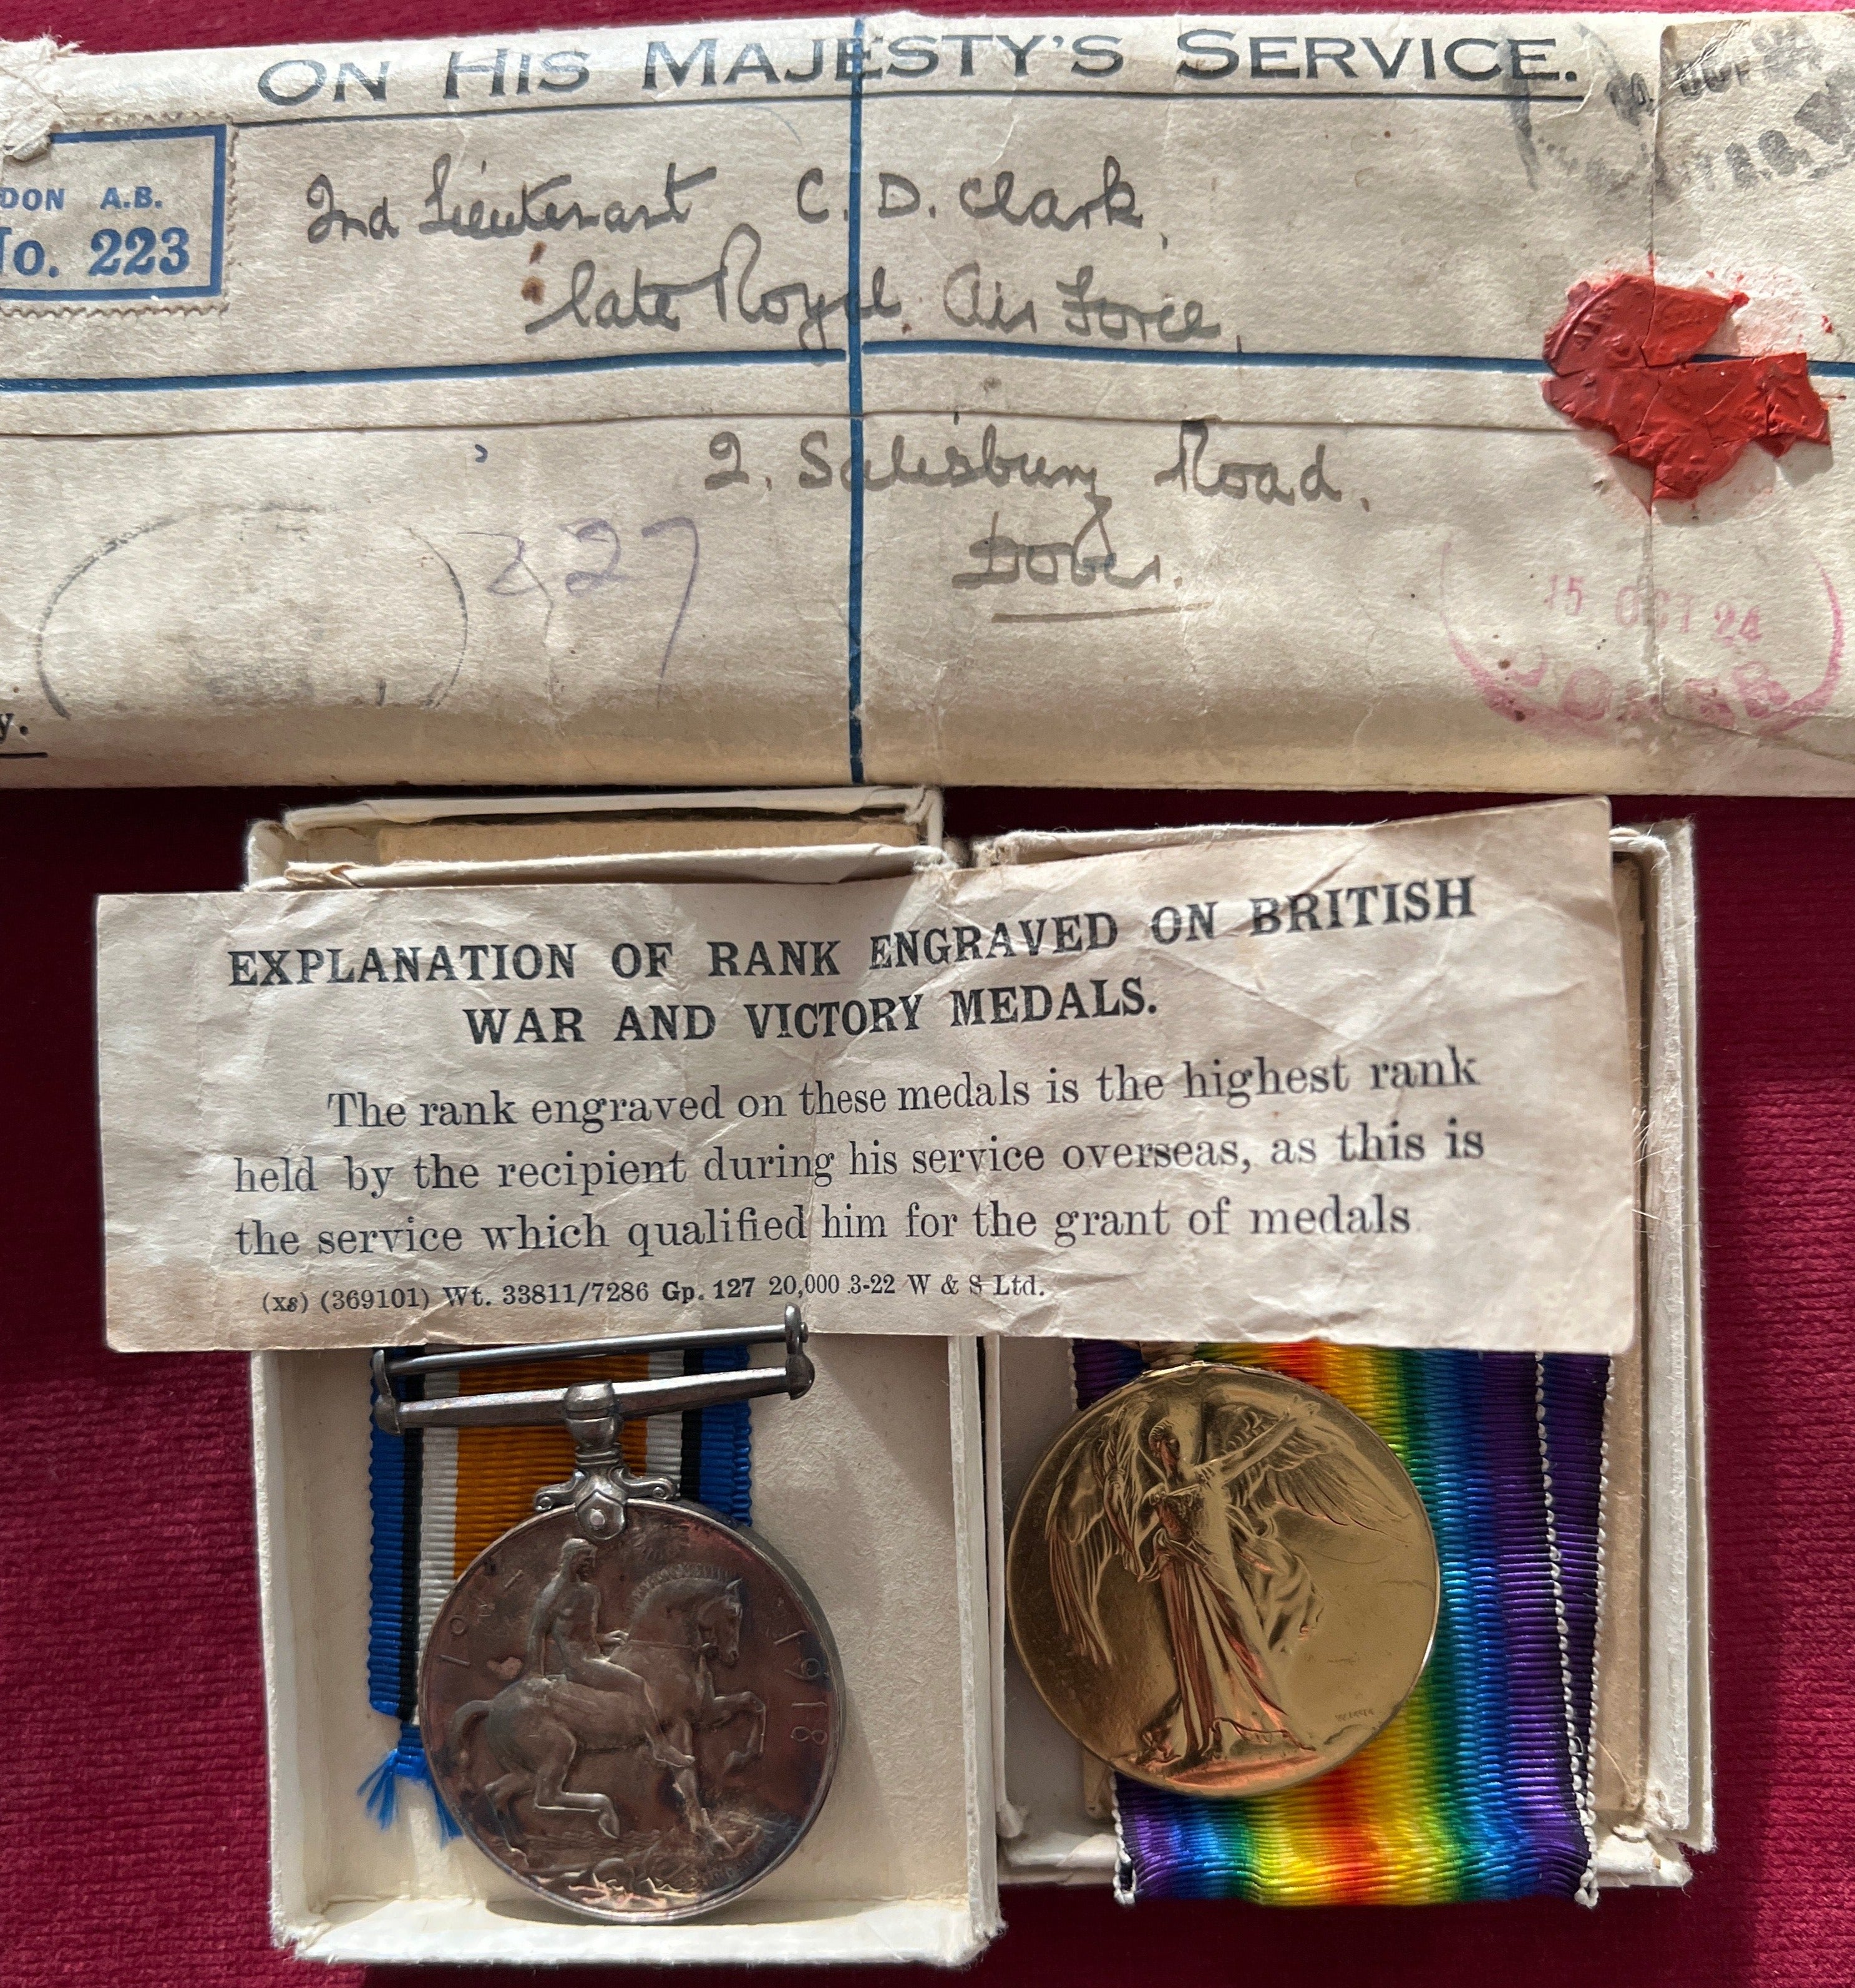 ON HIS MAJESTY'S SERVICE.
DON A.B.
No. 223
2nd Lieutenant C. D. Clark,
late Royal Air Force,
2, Salisbury Road,
Dover.
327
15 OCT 24
y.
EXPLANATION OF RANK ENGRAVED ON BRITISH
WAR AND VICTORY MEDALS.
The rank engraved on these medals is the highest rank
held by the recipient during his service overseas, as this is
the service which qualified him for the grant of medals
(x8) (369101) Wt. 33811/7286 Gp. 127 20,000 3-22 W & S Ltd.
1914 1918